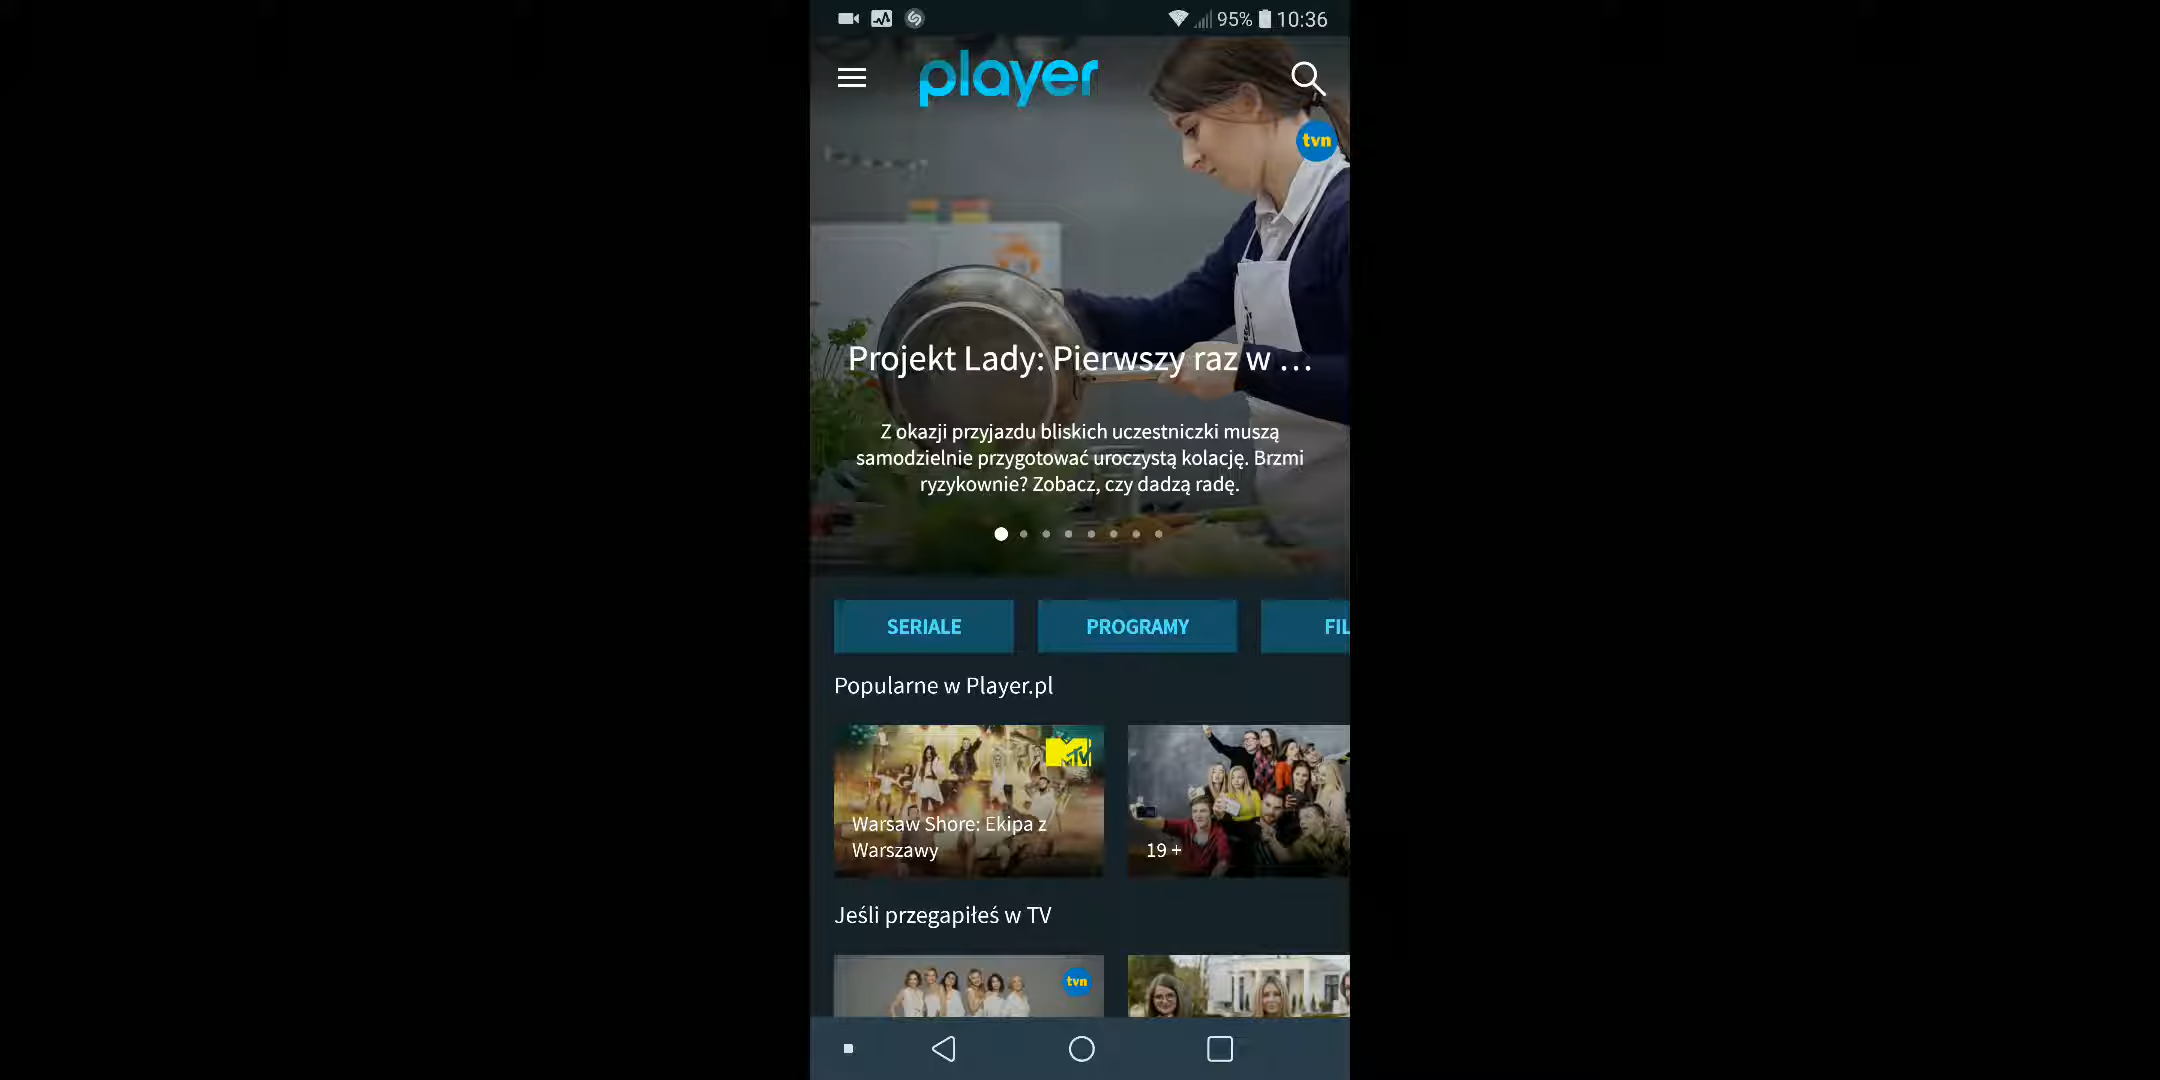 95% 10:36
player
tvn
Projekt Lady: Pierwszy raz w ...
Z okazji przyjazdu bliskich uczestniczki muszą
samodzielnie przygotować uroczystą kolację. Brzmi
ryzykownie? Zobacz, czy dadzą radę.
SERIALE PROGRAMY FIL
Popularne w Player.pl
MTV
Warsaw Shore: Ekipa z
Warszawy
19 +
Jeśli przegapiłeś w TV
tvn